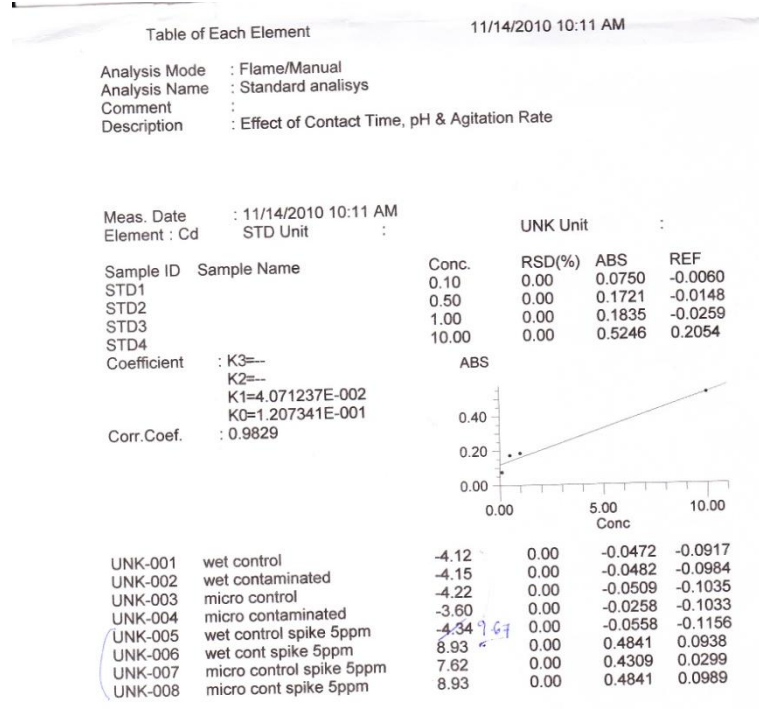 Table of Each Element 11/14/2010 10:11 AM
Analysis Mode : Flame/Manual
Analysis Name : Standard analisys
Comment :
Description : Effect of Contact Time, pH & Agitation Rate
Meas. Date : 11/14/2010 10:11 AM
Element : Cd STD Unit : UNK Unit :
Sample ID Sample Name Conc. RSD(%) ABS REF
STD1 0.10 0.00 0.0750 -0.0060
STD2 0.50 0.00 0.1721 -0.0148
STD3 1.00 0.00 0.1835 -0.0259
STD4 10.00 0.00 0.5246 0.2054
Coefficient : K3=--
K2=--
K1=4.071237E-002
K0=1.207341E-001
Corr.Coef. : 0.9829
ABS
0.40
0.20
0.00
0.00 5.00 10.00
Conc
UNK-001 wet control -4.12 0.00 -0.0472 -0.0917
UNK-002 wet contaminated -4.15 0.00 -0.0482 -0.0984
UNK-003 micro control -4.22 0.00 -0.0509 -0.1035
UNK-004 micro contaminated -3.60 0.00 -0.0258 -0.1033
UNK-005 wet control spike 5ppm -4.34 9.67 0.00 -0.0558 -0.1156
UNK-006 wet cont spike 5ppm 8.93 0.00 0.4841 0.0938
UNK-007 micro control spike 5ppm 7.62 0.00 0.4309 0.0299
UNK-008 micro cont spike 5ppm 8.93 0.00 0.4841 0.0989